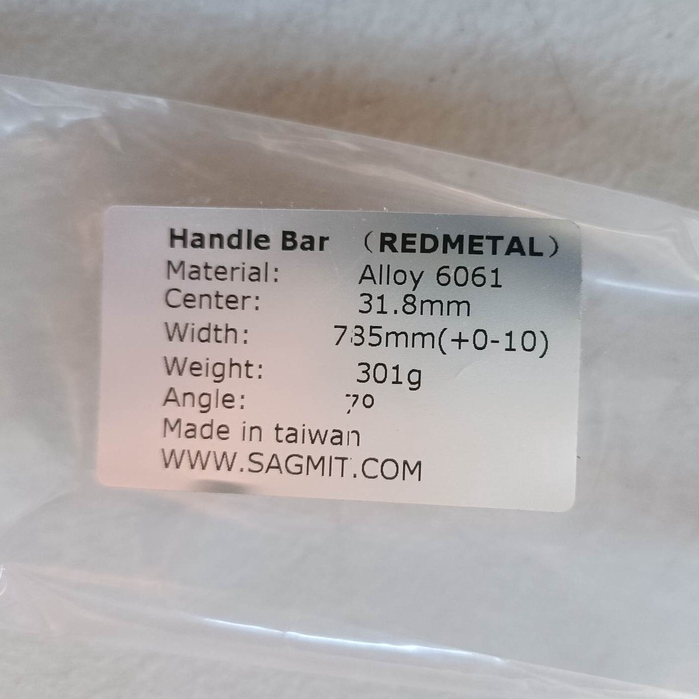 Handle Bar （REDMETAL）
Material: Alloy 6061
Center: 31.8mm
Width: 785mm(+0-10)
Weight: 301g
Angle: 7º
Made in taiwan
WWW.SAGMIT.COM